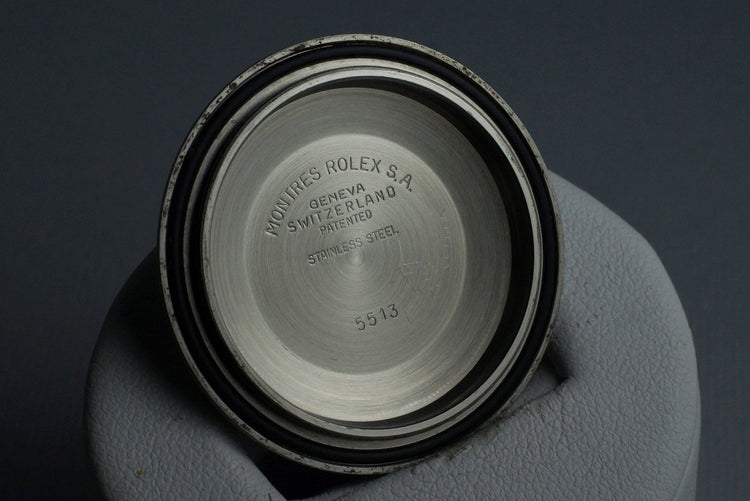 MONTRES ROLEX S.A.
GENEVA
SWITZERLAND
PATENTED
STAINLESS STEEL
5513